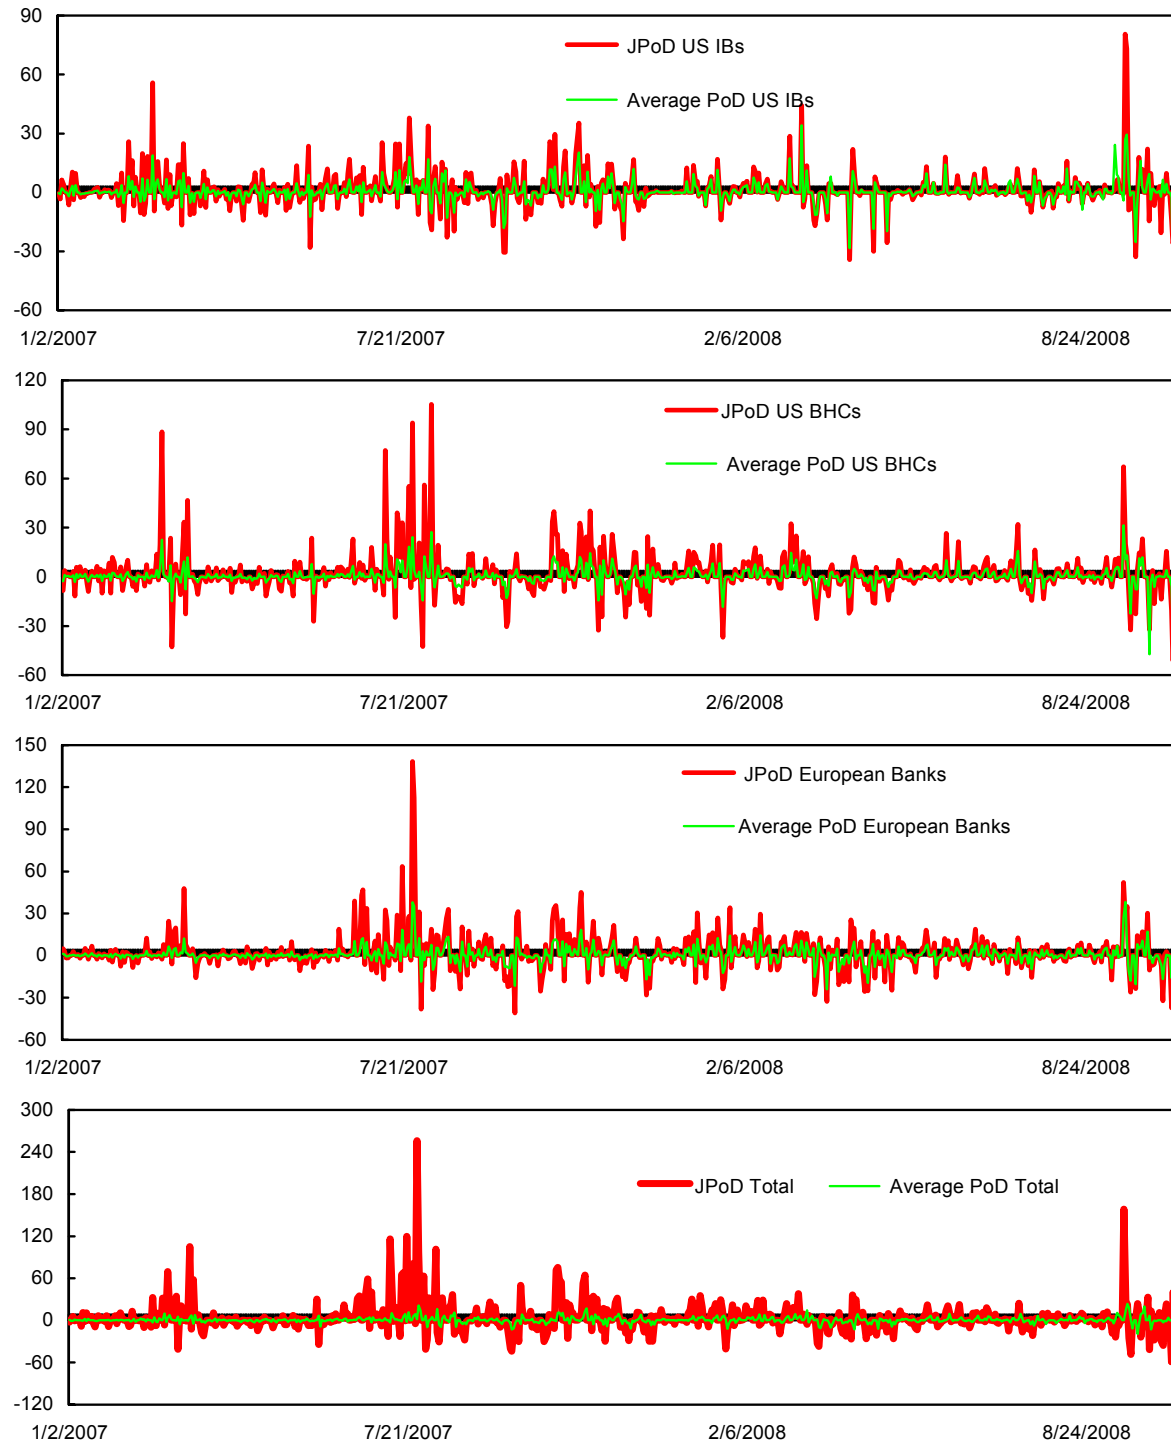 90
JPoD US IBs
60
Average PoD US IBs
30
0
-30
-60
1/2/2007 7/21/2007 2/6/2008 8/24/2008
120
JPoD US BHCs
90
Average PoD US BHCs
60
30
0
-30
-60
1/2/2007 7/21/2007 2/6/2008 8/24/2008
150
JPoD European Banks
120
Average PoD European Banks
90
60
30
0
-30
-60
1/2/2007 7/21/2007 2/6/2008 8/24/2008
300
240
JPoD Total Average PoD Total
180
120
60
0
-60
-120
1/2/2007 7/21/2007 2/6/2008 8/24/2008